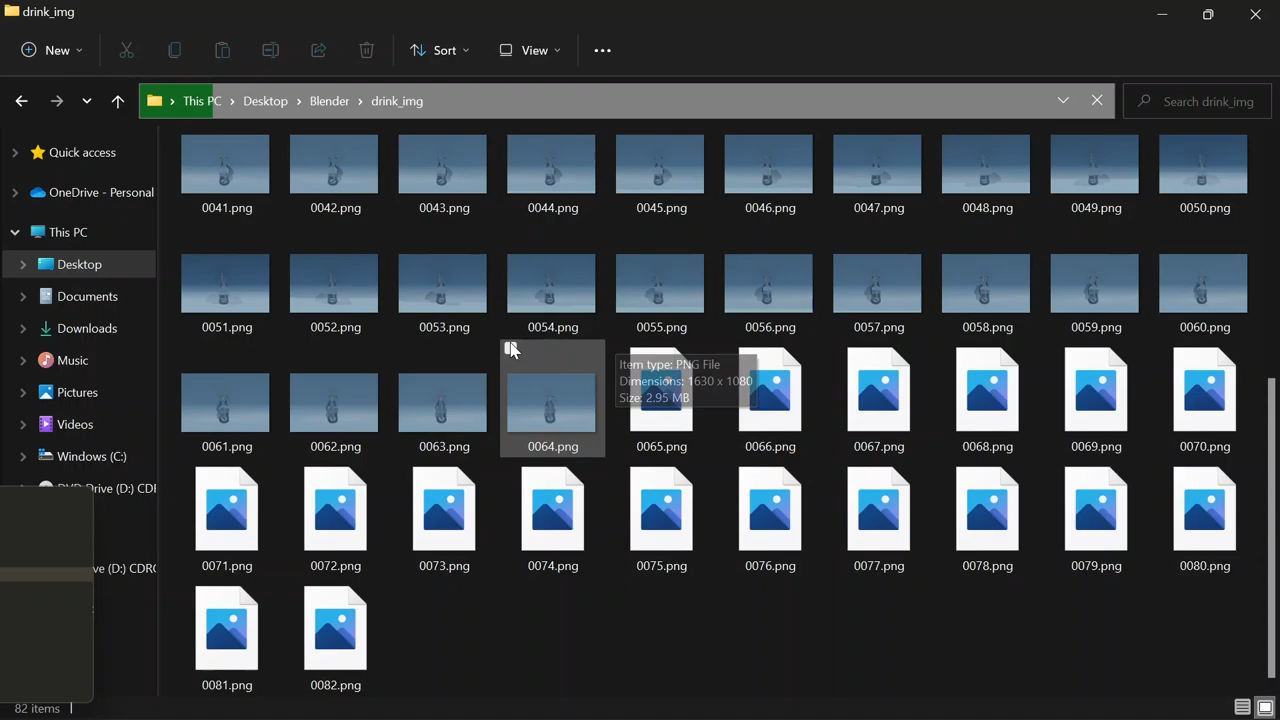 drink_img
New
Sort
View
This PC > Desktop > Blender > drink_img
Search drink_img
Quick access
OneDrive - Personal
This PC
Desktop
Documents
Downloads
Music
Pictures
Videos
Windows (C:)
Drive (D:) CDR
ve (D:) CDRO
0041.png 0042.png 0043.png 0044.png 0045.png 0046.png 0047.png 0048.png 0049.png 0050.png
0051.png 0052.png 0053.png 0054.png 0055.png 0056.png 0057.png 0058.png 0059.png 0060.png
Item type: PNG File
Dimensions: 1630 x 1080
Size: 2.95 MB
0061.png 0062.png 0063.png 0064.png 0065.png 0066.png 0067.png 0068.png 0069.png 0070.png
0071.png 0072.png 0073.png 0074.png 0075.png 0076.png 0077.png 0078.png 0079.png 0080.png
0081.png 0082.png
82 items